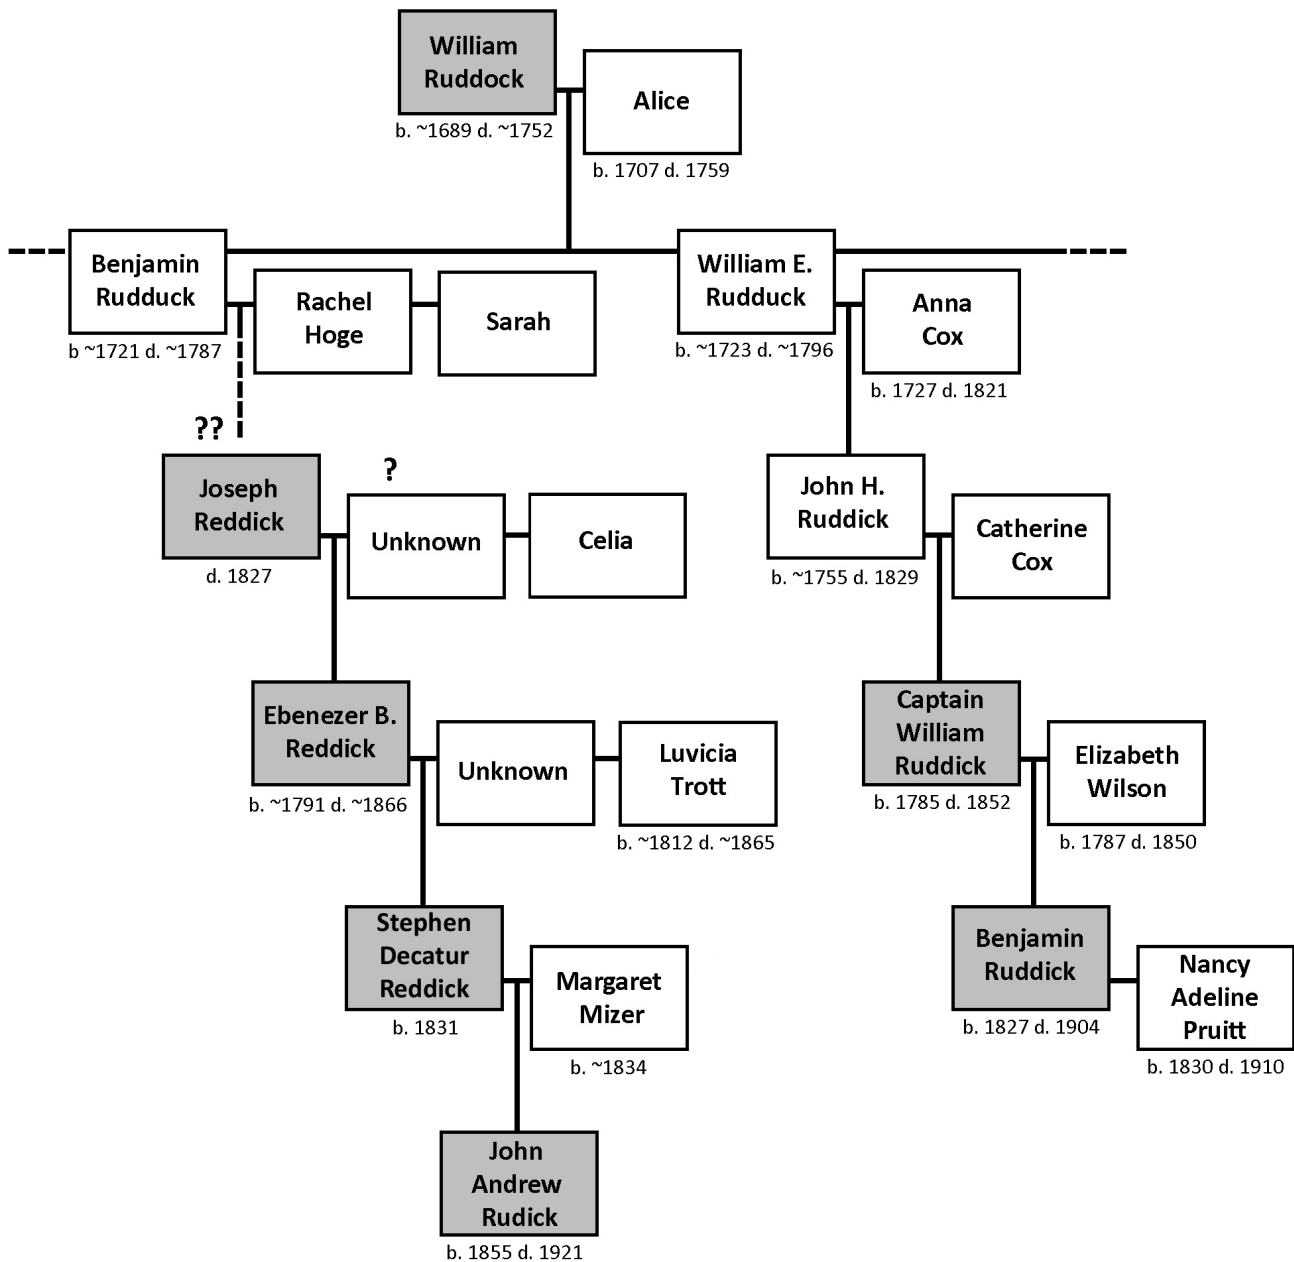 William
Ruddock
b. ~1689 d. ~1752
Alice
b. 1707 d. 1759
Benjamin
Rudduck
b ~1721 d. ~1787
Rachel
Hoge
Sarah
William E.
Rudduck
b. ~1723 d. ~1796
Anna
Cox
b. 1727 d. 1821
??
Joseph
Reddick
d. 1827
?
Unknown
Celia
John H.
Ruddick
b. ~1755 d. 1829
Catherine
Cox
Ebenezer B.
Reddick
b. ~1791 d. ~1866
Unknown
Luvicia
Trott
b. ~1812 d. ~1865
Captain
William
Ruddick
b. 1785 d. 1852
Elizabeth
Wilson
b. 1787 d. 1850
Stephen
Decatur
Reddick
b. 1831
Margaret
Mizer
b. ~1834
Benjamin
Ruddick
b. 1827 d. 1904
Nancy
Adeline
Pruitt
b. 1830 d. 1910
John
Andrew
Rudick
b. 1855 d. 1921